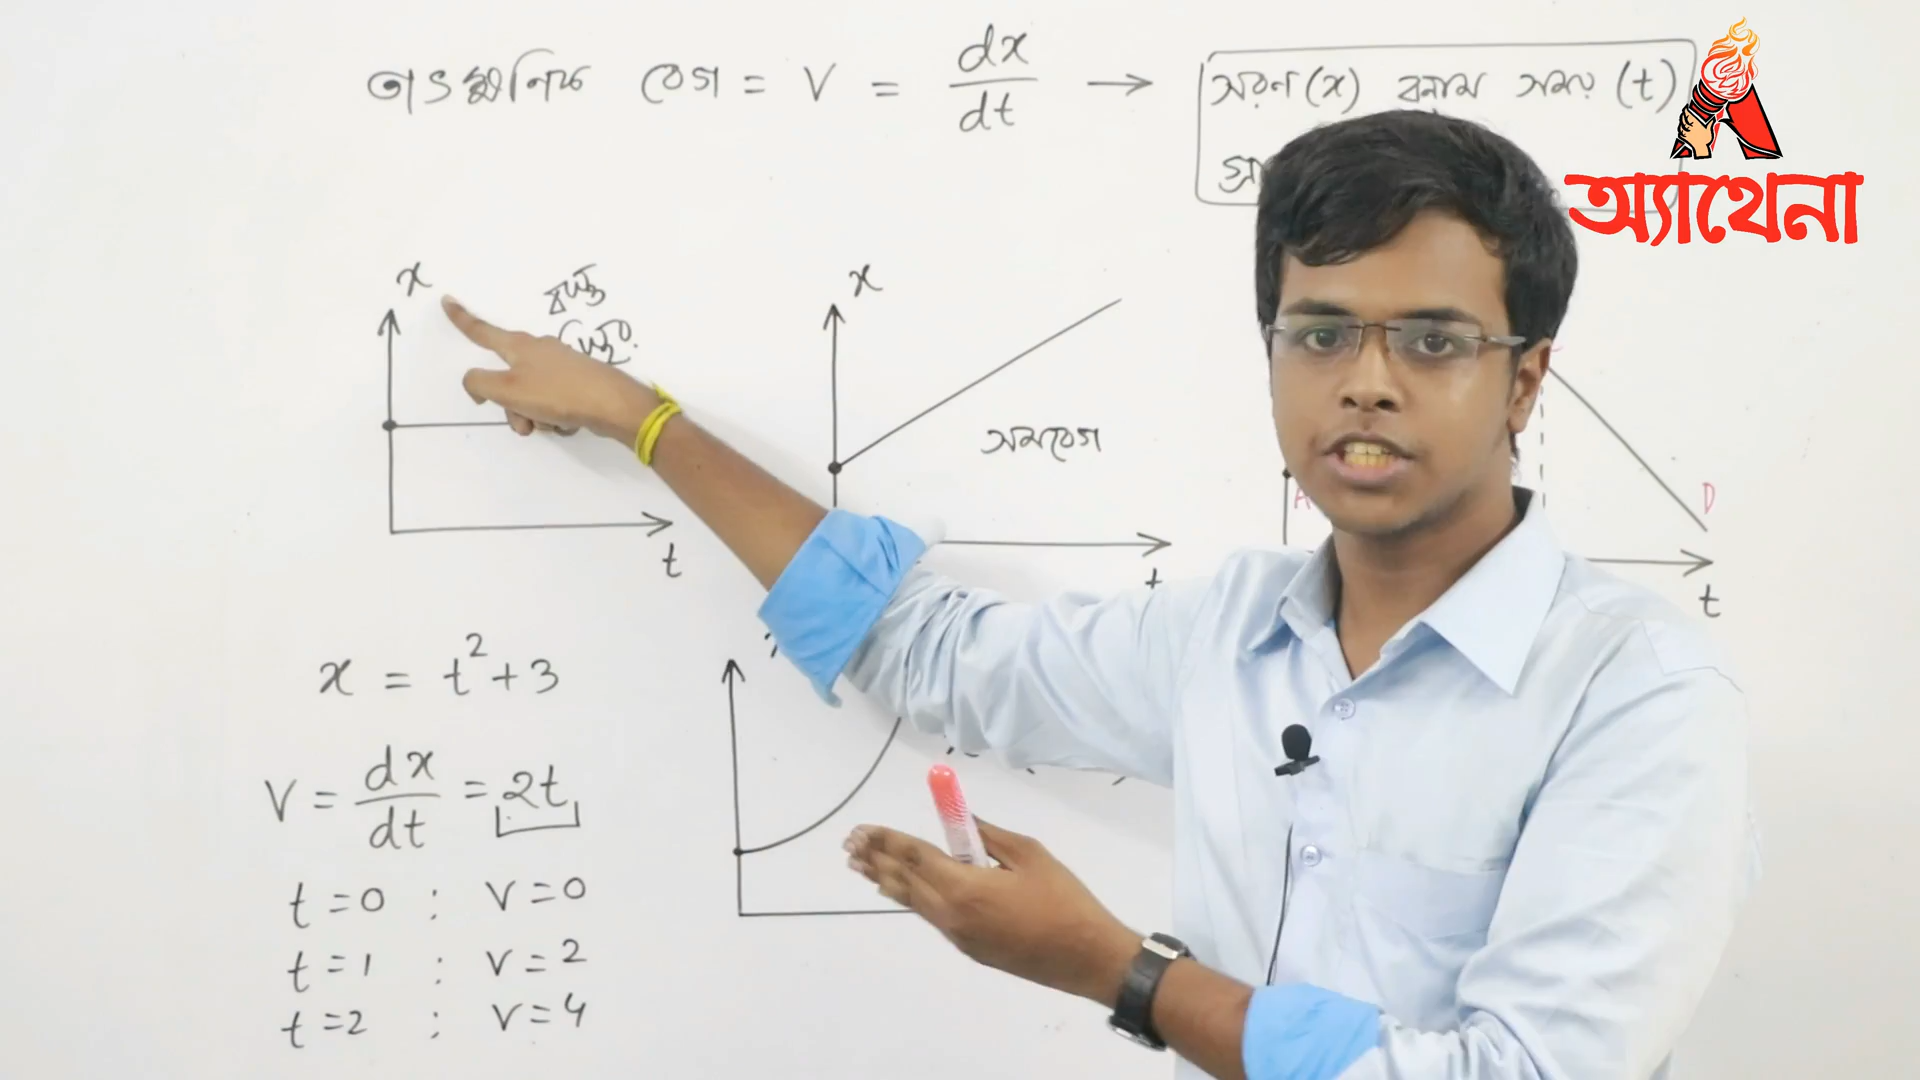 তাৎক্ষণিক বেগ = v = dx/dt → সরণ (x) বনাম সময় (t)
অ্যাথেনা
x
বস্তু
স্থির
t
x
সমবেগ
t
A
D
t
x = t² + 3
v = dx/dt = 2t
t = 0 : v = 0
t = 1 : v = 2
t = 2 : v = 4